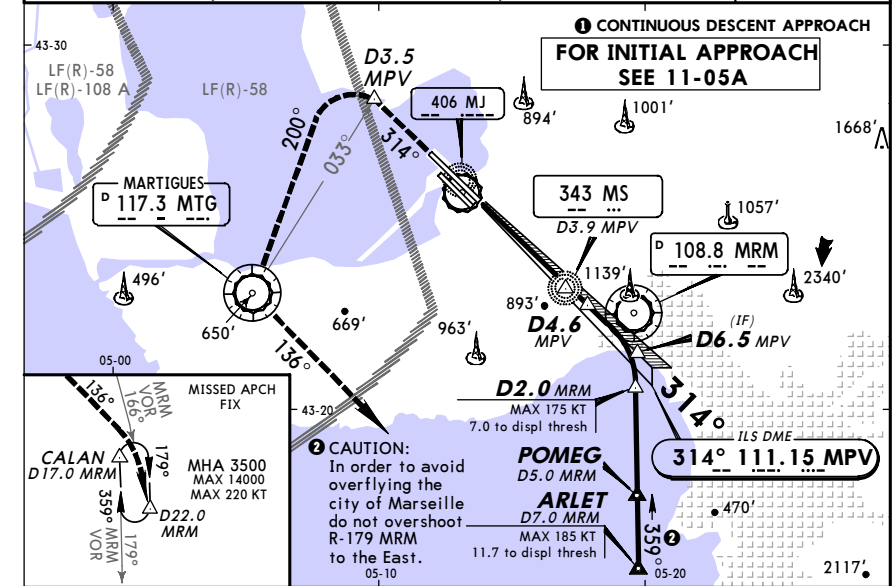 ❶ CONTINUOUS DESCENT APPROACH
FOR INITIAL APPROACH
SEE 11-05A
43-30
LF(R)-58
LF(R)-108 A
LF(R)-58
D3.5
MPV
406 MJ
894'
1001'
1668'
200°
033°
314°
MARTIGUES
D 117.3 MTG
343 MS
D3.9 MPV
1057'
D 108.8 MRM
1139'
2340'
496'
650'
669'
893'
963'
D4.6
MPV
(IF)
D6.5 MPV
136°
05-00
43-20
D2.0 MRM
MAX 175 KT
7.0 to displ thresh
314°
ILS DME
314° 111.15 MPV
136°
MRM
VOR
166°
MISSED APCH
FIX
CALAN
D17.0 MRM
179°
MHA 3500
MAX 14000
MAX 220 KT
D22.0
MRM
359° MRM
VOR
179°
❷ CAUTION:
In order to avoid
overflying the
city of Marseille
do not overshoot
R-179 MRM
to the East.
POMEG
D5.0 MRM
ARLET
D7.0 MRM
MAX 185 KT
11.7 to displ thresh
359° ❷
470'
05-10
05-20
2117'